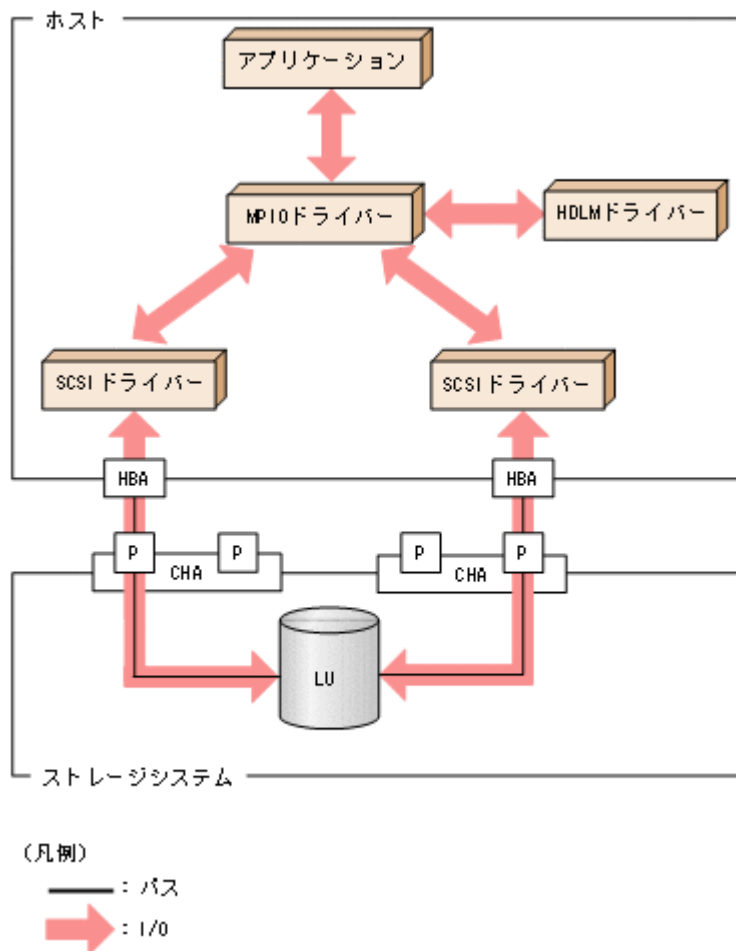 ホスト
アプリケーション
MPIOドライバー
HDLMドライバー
SCSIドライバー
SCSIドライバー
HBA
HBA
P
P
P
P
CHA
CHA
LU
ストレージシステム
(凡例)
: パス
: I/O